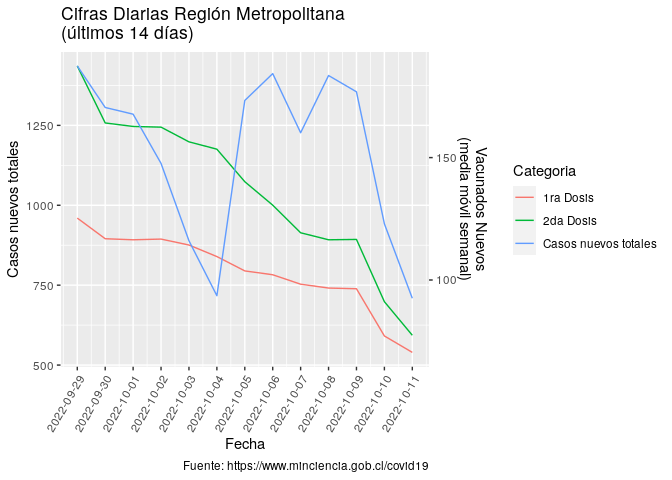 Cifras Diarias Región Metropolitana
(últimos 14 días)
Casos nuevos totales
1250
1000
750
500
150
100
Vacunados Nuevos
(media móvil semanal)
2022-09-29
2022-09-30
2022-10-01
2022-10-02
2022-10-03
2022-10-04
2022-10-05
2022-10-06
2022-10-07
2022-10-08
2022-10-09
2022-10-10
2022-10-11
Fecha
Categoria
1ra Dosis
2da Dosis
Casos nuevos totales
Fuente: https://www.minciencia.gob.cl/covid19